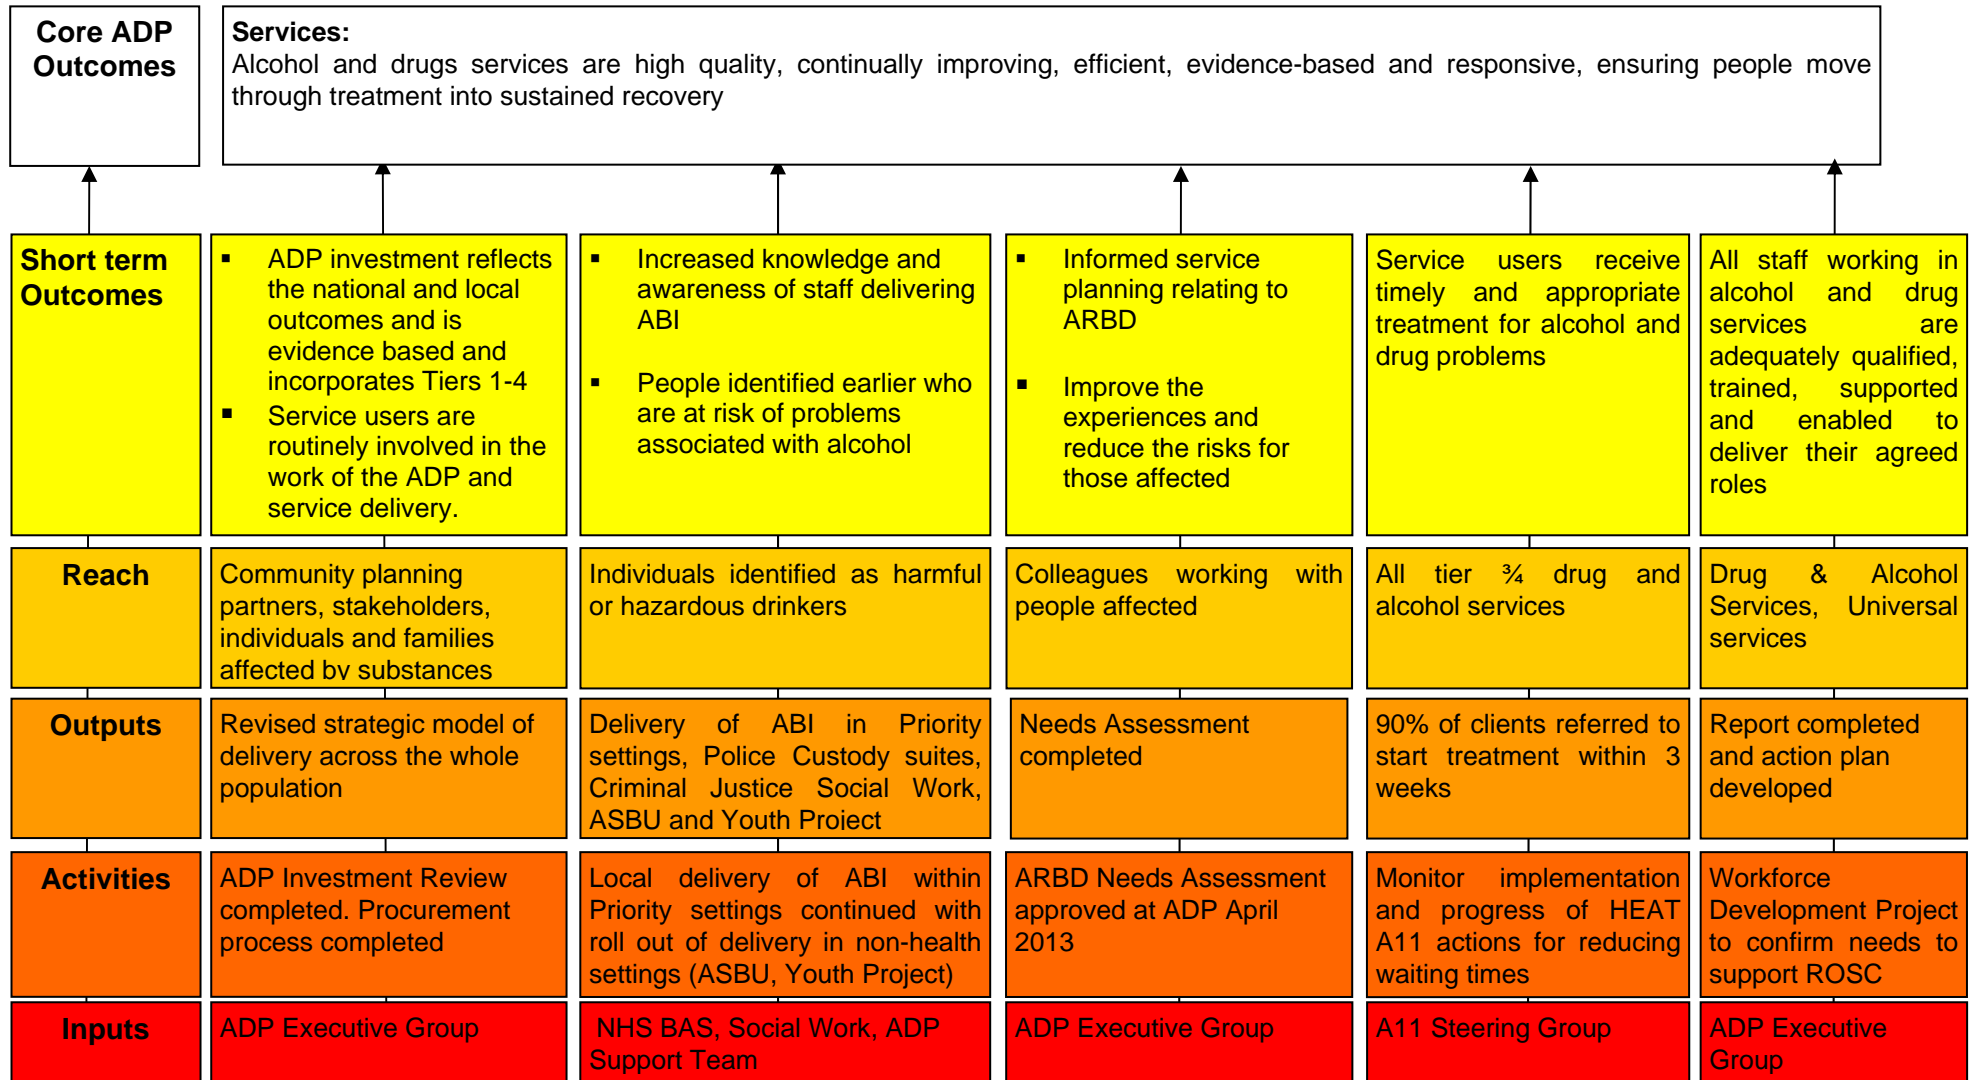 Core ADP
Outcomes
Services:
Alcohol and drugs services are high quality, continually improving, efficient, evidence-based and responsive, ensuring people move
through treatment into sustained recovery
Short term
Outcomes
▪ ADP investment reflects
the national and local
outcomes and is
evidence based and
incorporates Tiers 1-4
▪ Service users are
routinely involved in the
work of the ADP and
service delivery.
▪ Increased knowledge and
awareness of staff delivering
ABI
▪ People identified earlier who
are at risk of problems
associated with alcohol
▪ Informed service
planning relating to
ARBD
▪ Improve the
experiences and
reduce the risks for
those affected
Service users receive
timely and appropriate
treatment for alcohol and
drug problems
All staff working in
alcohol and drug
services are
adequately qualified,
trained, supported
and enabled to
deliver their agreed
roles
Reach
Community planning
partners, stakeholders,
individuals and families
affected by substances
Individuals identified as harmful
or hazardous drinkers
Colleagues working with
people affected
All tier ¾ drug and
alcohol services
Drug & Alcohol
Services, Universal
services
Outputs
Revised strategic model of
delivery across the whole
population
Delivery of ABI in Priority
settings, Police Custody suites,
Criminal Justice Social Work,
ASBU and Youth Project
Needs Assessment
completed
90% of clients referred to
start treatment within 3
weeks
Report completed
and action plan
developed
Activities
ADP Investment Review
completed. Procurement
process completed
Local delivery of ABI within
Priority settings continued with
roll out of delivery in non-health
settings (ASBU, Youth Project)
ARBD Needs Assessment
approved at ADP April
2013
Monitor implementation
and progress of HEAT
A11 actions for reducing
waiting times
Workforce
Development Project
to confirm needs to
support ROSC
Inputs
ADP Executive Group
NHS BAS, Social Work, ADP
Support Team
ADP Executive Group
A11 Steering Group
ADP Executive
Group